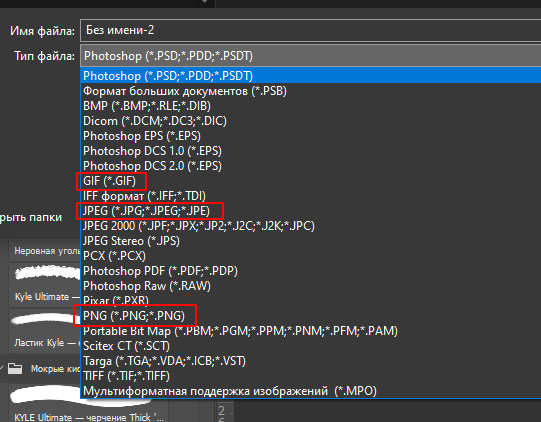 Имя файла: Без имени-2
Тип файла: Photoshop (*.PSD;*.PDD;*.PSDT)
Photoshop (*.PSD;*.PDD;*.PSDT)
Формат больших документов (*.PSB)
BMP (*.BMP;*.RLE;*.DIB)
Dicom (*.DCM;*.DC3;*.DIC)
Photoshop EPS (*.EPS)
Photoshop DCS 1.0 (*.EPS)
Photoshop DCS 2.0 (*.EPS)
GIF (*.GIF)
IFF формат (*.IFF;*.TDI)
JPEG (*.JPG;*.JPEG;*.JPE)
JPEG 2000 (*.JPF;*.JPX;*.JP2;*.J2C;*.J2K;*.JPC)
JPEG Stereo (*.JPS)
PCX (*.PCX)
Photoshop PDF (*.PDF;*.PDP)
Photoshop Raw (*.RAW)
Pixar (*.PXR)
PNG (*.PNG;*.PNG)
Portable Bit Map (*.PBM;*.PGM;*.PPM;*.PNM;*.PFM;*.PAM)
Scitex CT (*.SCT)
Targa (*.TGA;*.VDA;*.ICB;*.VST)
TIFF (*.TIF;*.TIFF)
Мультиформатная поддержка изображений (*.MPO)
рыть папки
Неровная уголь
Kyle Ultimate —
Ластик Kyle —
Мокрые кис
KYLE Ultimate — черчение Thick "...
2